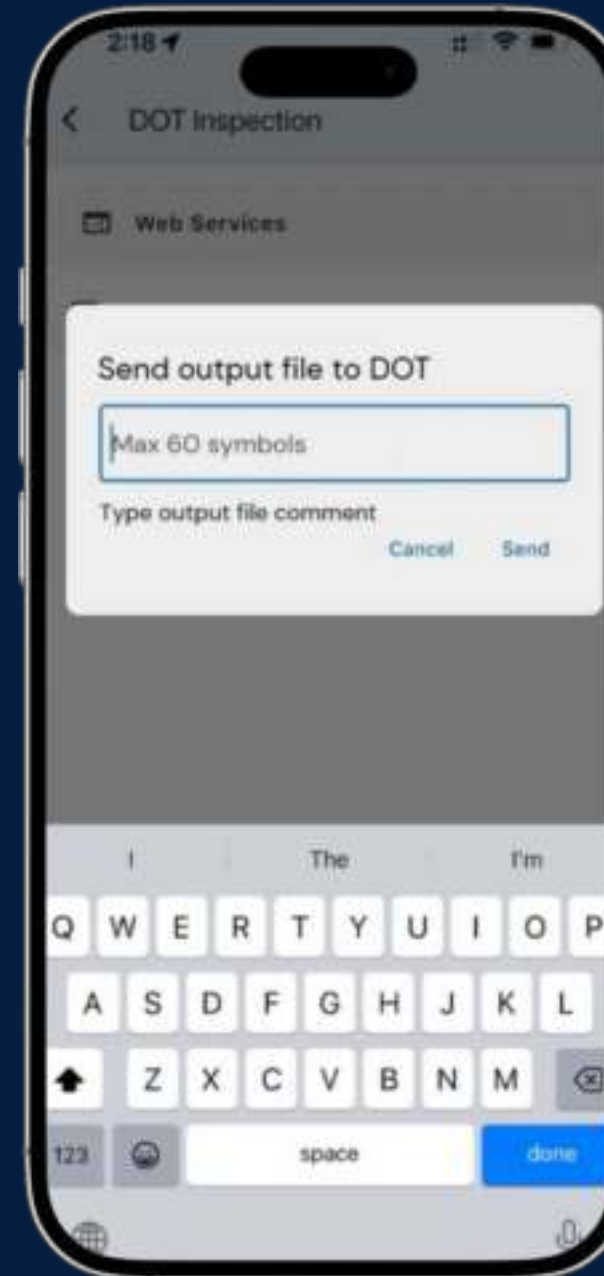 2:18
DOT Inspection
Web Services
Send output file to DOT
Max 60 symbols
Type output file comment
Cancel Send
I The I'm
Q W E R T Y U I O P
A S D F G H J K L
Z X C V B N M
123 space done